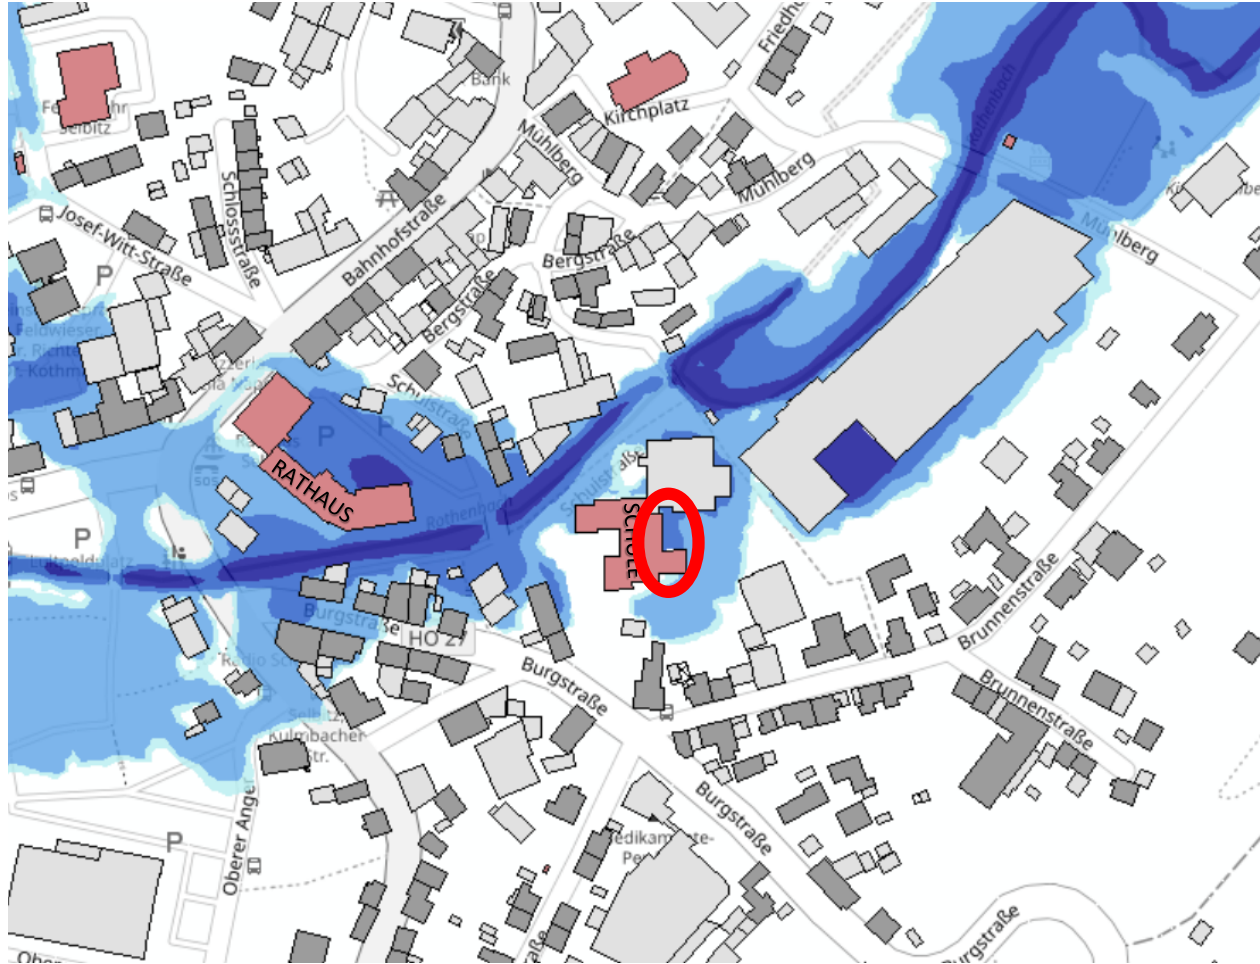 Bank
Friedh
Kirchplatz
Mühlberg
Rothenbach
Selbitz
Schlossstraße
Josef-Witt-Straße
P
Bahnhofstraße
Mühlberg
Bergstraße
Mühlberg
Bergstraße
Feldwieser
Schulstraße
P
P
RATHAUS
Rothenbach
Schulstraße
SCHULE
P
Luitpoldplatz
Burgstraße
HO 27
Burgstraße
Brunnenstraße
Brunnenstraße
Kulmbacher
Str.
Burgstraße
P
Oberer Anger
Burgstraße